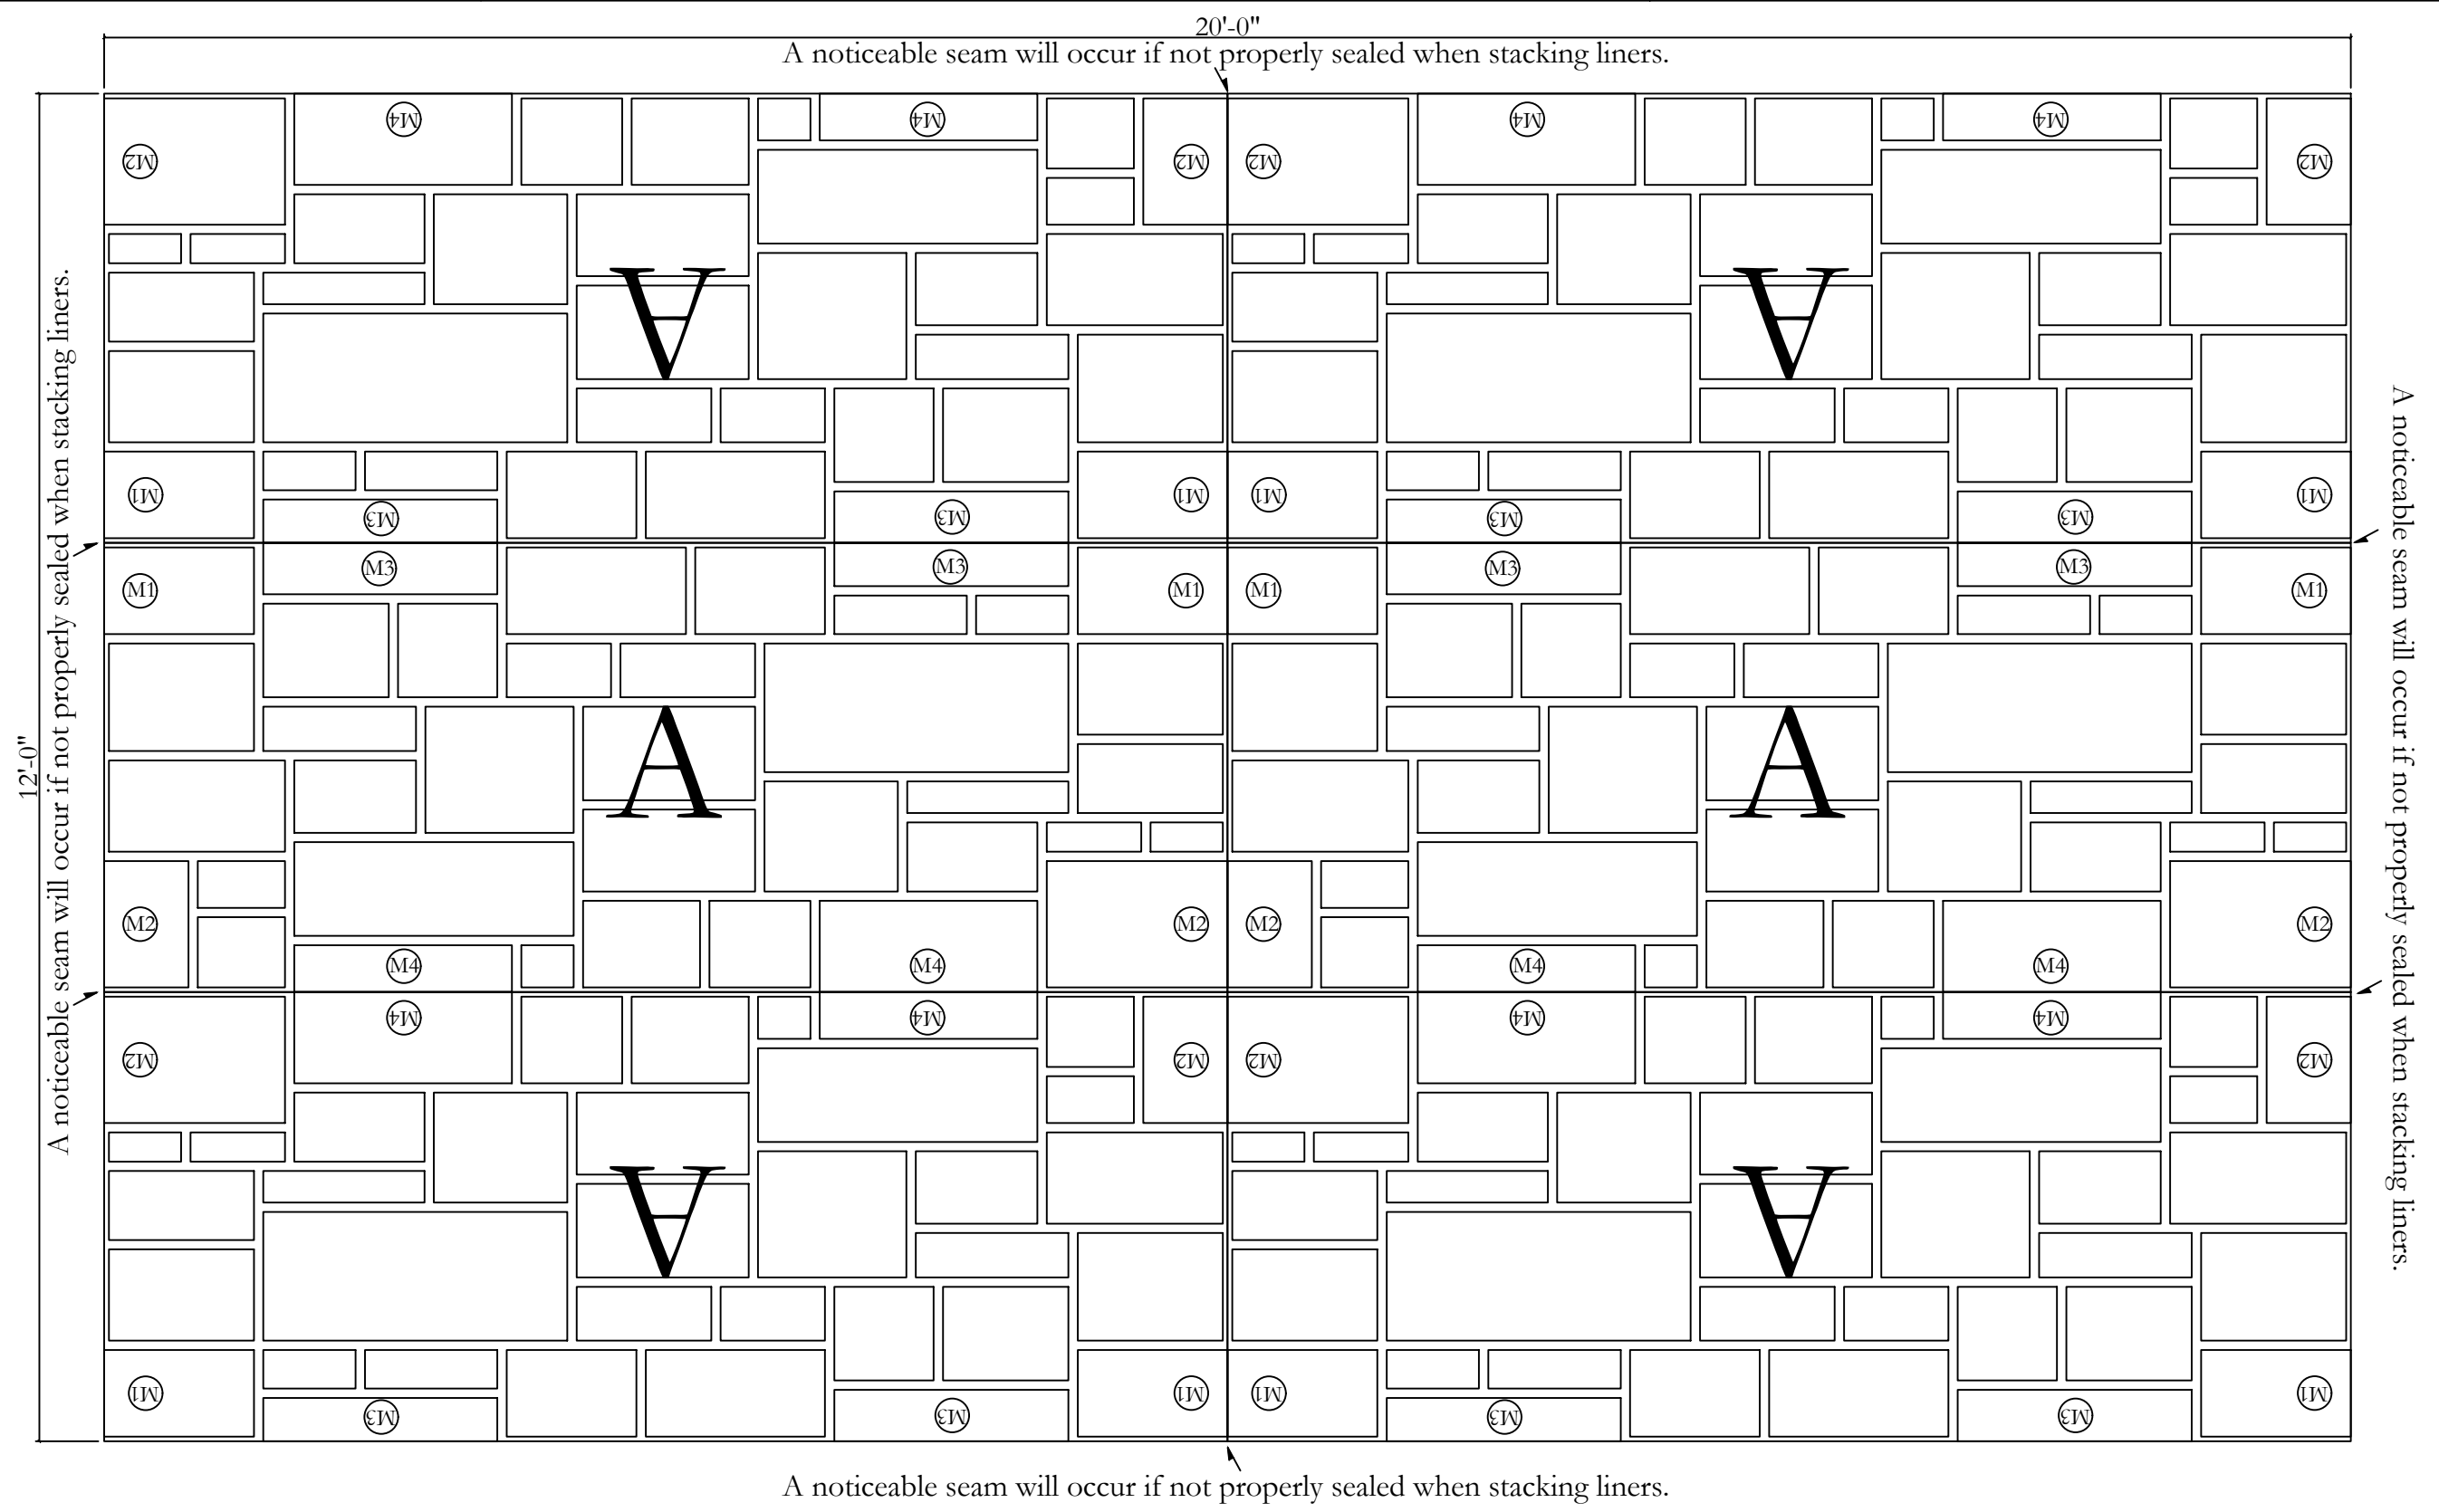 20'-0"
A noticeable seam will occur if not properly sealed when stacking liners.
M4 M4 M4 M4
M2 M2 M2 M2
A A
M1 M1 M1 M1
M3 M3 M3 M3
M3 M3 M3 M3
M1 M1 M1 M1
12'-0"
A noticeable seam will occur if not properly sealed when stacking liners.
A noticeable seam will occur if not properly sealed when stacking liners.
A A
M2 M2 M2 M2
M4 M4 M4 M4
M4 M4 M4 M4
M2 M2 M2 M2
A A
M1 M1 M1 M1
M3 M3 M3 M3
A noticeable seam will occur if not properly sealed when stacking liners.